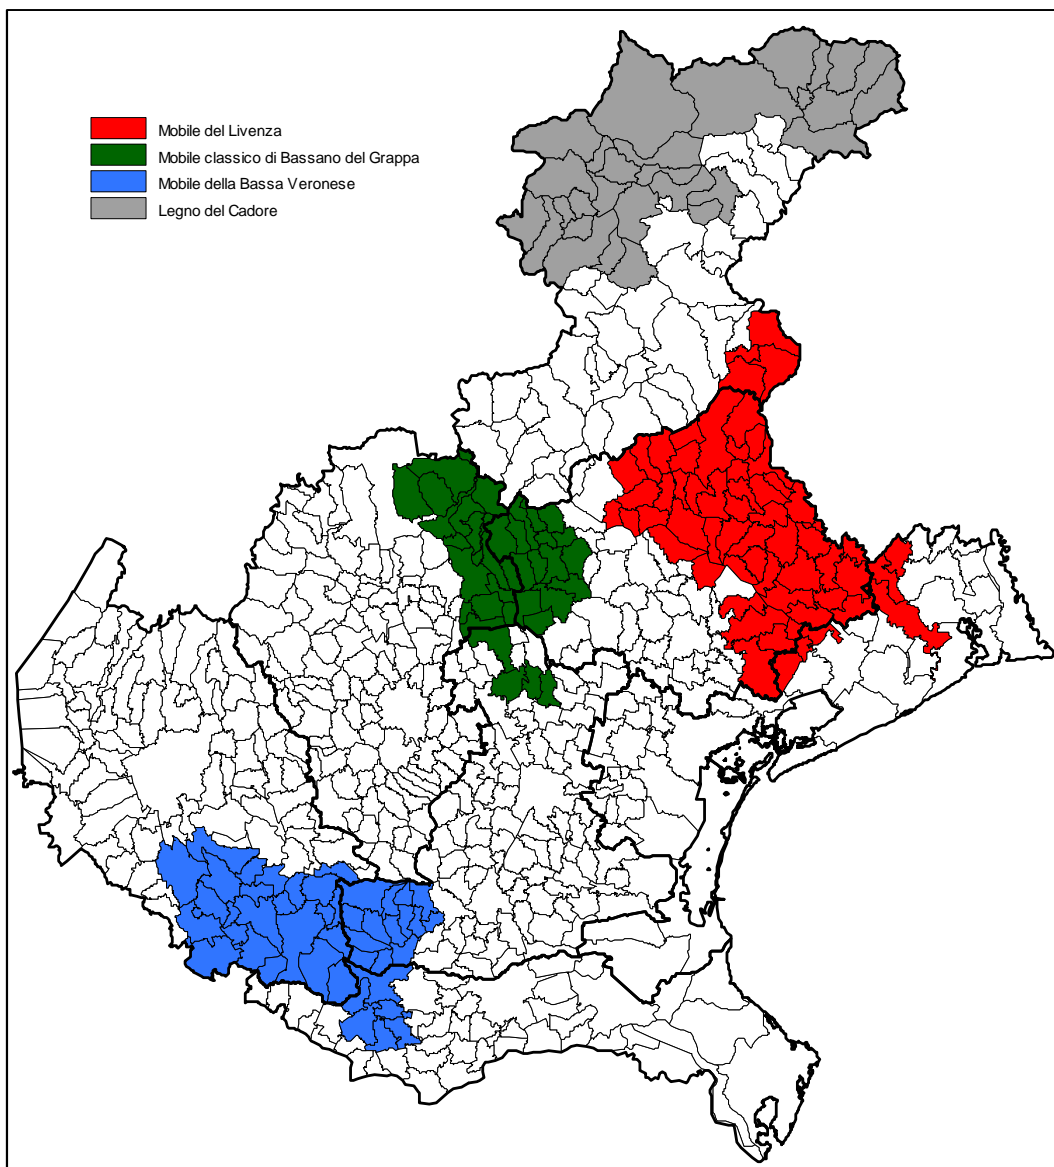 Mobile del Livenza
Mobile classico di Bassano del Grappa
Mobile della Bassa Veronese
Legno del Cadore